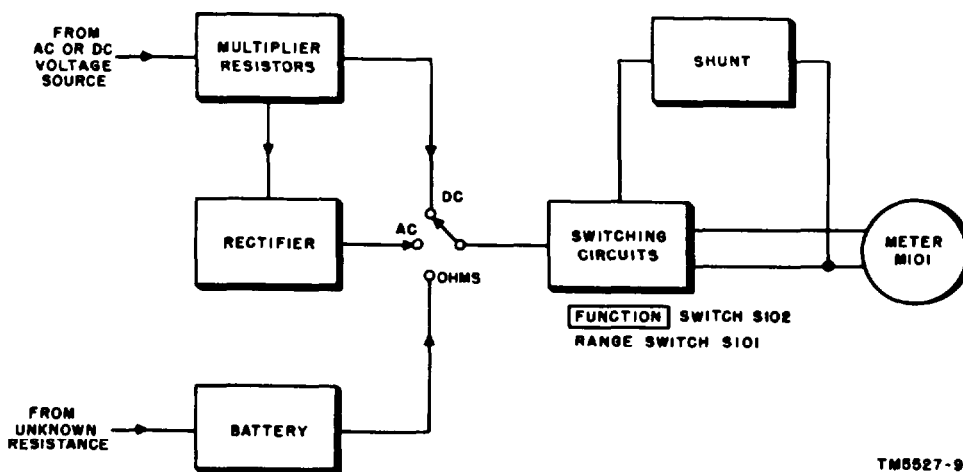 FROM
AC OR DC
VOLTAGE
SOURCE
MULTIPLIER
RESISTORS
SHUNT
DC
AC
OHMS
RECTIFIER
SWITCHING
CIRCUITS
METER
M101
FUNCTION SWITCH S102
RANGE SWITCH S101
FROM
UNKNOWN
RESISTANCE
BATTERY
TM5527-9